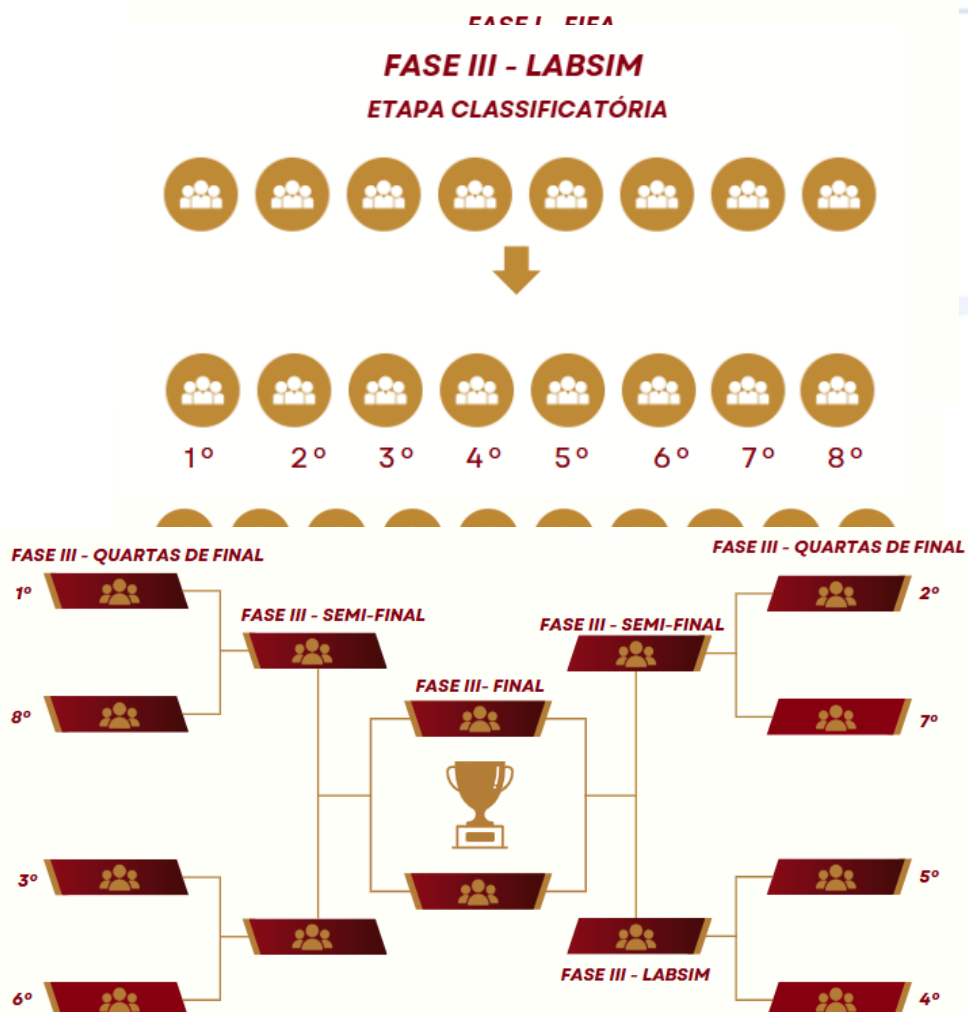 FASE I - FIFA
FASE III - LABSIM
ETAPA CLASSIFICATÓRIA
1º 2º 3º 4º 5º 6º 7º 8º
FASE III - QUARTAS DE FINAL
FASE III - QUARTAS DE FINAL
1º
2º
FASE III - SEMI-FINAL
FASE III - SEMI-FINAL
FASE III- FINAL
8º
7º
3º
5º
FASE III - LABSIM
6º
4º